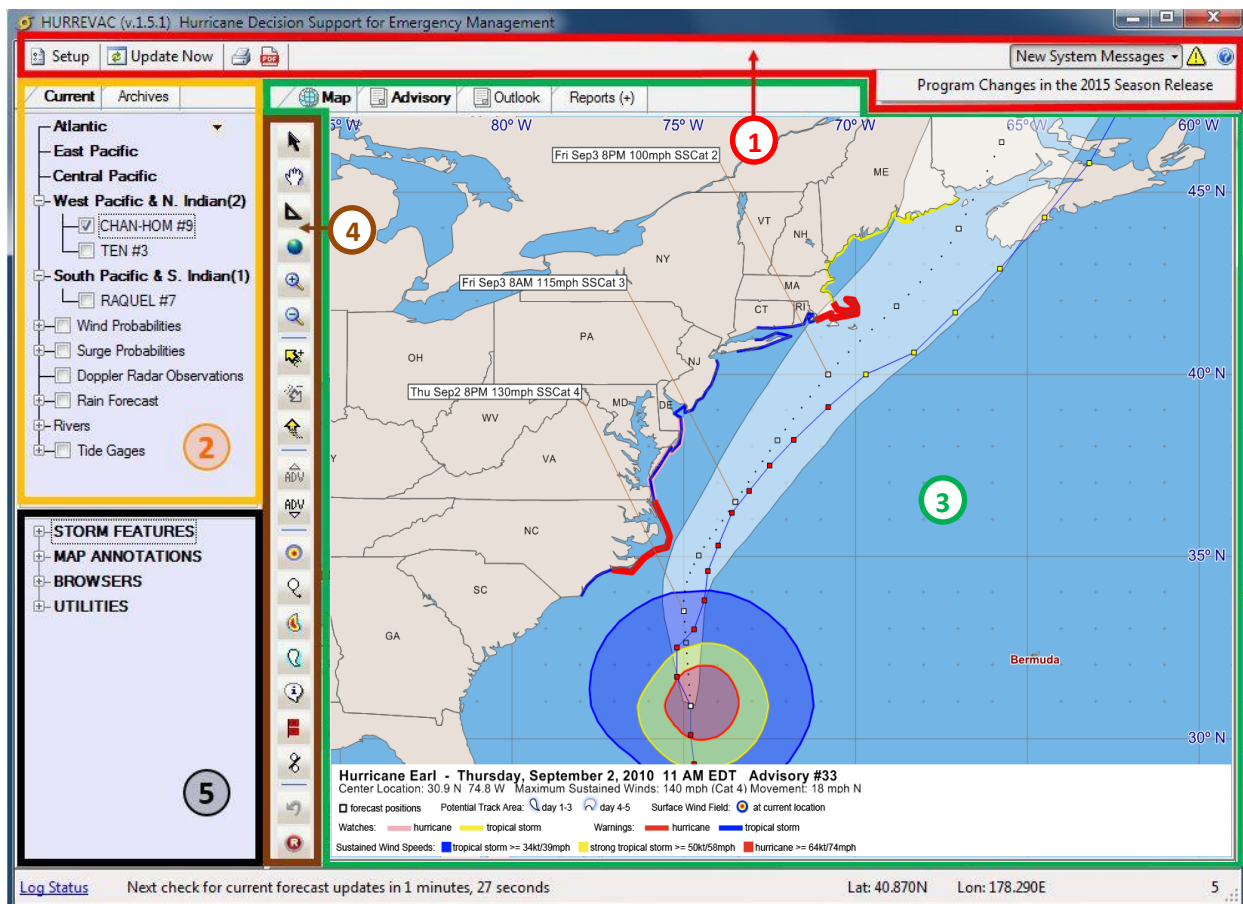 HURREVAC (v.1.5.1) Hurricane Decision Support for Emergency Management
Setup Update Now PDF New System Messages
Program Changes in the 2015 Season Release
1
Current Archives
Map Advisory Outlook Reports (+)
Atlantic
East Pacific
Central Pacific
West Pacific & N. Indian(2)
CHAN-HOM #9
TEN #3
South Pacific & S. Indian(1)
RAQUEL #7
Wind Probabilities
Surge Probabilities
Doppler Radar Observations
Rain Forecast
Rivers
Tide Gages
2
STORM FEATURES
MAP ANNOTATIONS
BROWSERS
UTILITIES
5
4
ADV
ADV
R
5° W 80° W 75° W 70° W 65° W 60° W
Fri Sep3 8PM 100mph SSCat 2
ME
45° N
VT
NH
NY
Fri Sep3 8AM 115mph SSCat 3
MA
CT RI
PA
OH
NJ
40° N
Thu Sep2 8PM 130mph SSCat 4
MD DE
WV
Y VA
3
NC
35° N
SC
GA
Bermuda
30° N
Hurricane Earl - Thursday, September 2, 2010 11 AM EDT Advisory #33
Center Location: 30.9 N 74.8 W Maximum Sustained Winds: 140 mph (Cat 4) Movement: 18 mph N
forecast positions Potential Track Area: day 1-3 day 4-5 Surface Wind Field: at current location
Watches: hurricane tropical storm Warnings: hurricane tropical storm
Sustained Wind Speeds: tropical storm >= 34kt/39mph strong tropical storm >= 50kt/58mph hurricane >= 64kt/74mph
Log Status Next check for current forecast updates in 1 minutes, 27 seconds Lat: 40.870N Lon: 178.290E 5